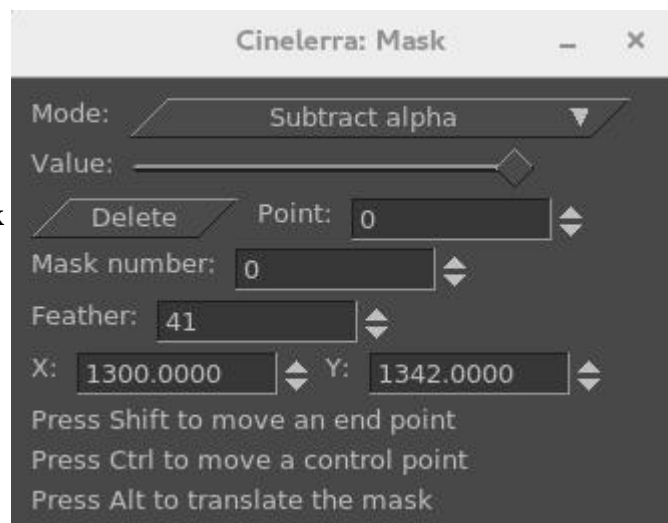 Cinelerra: Mask
Mode: Subtract alpha
Value:
Delete Point: 0
Mask number: 0
Feather: 41
X: 1300.0000 Y: 1342.0000
Press Shift to move an end point
Press Ctrl to move a control point
Press Alt to translate the mask